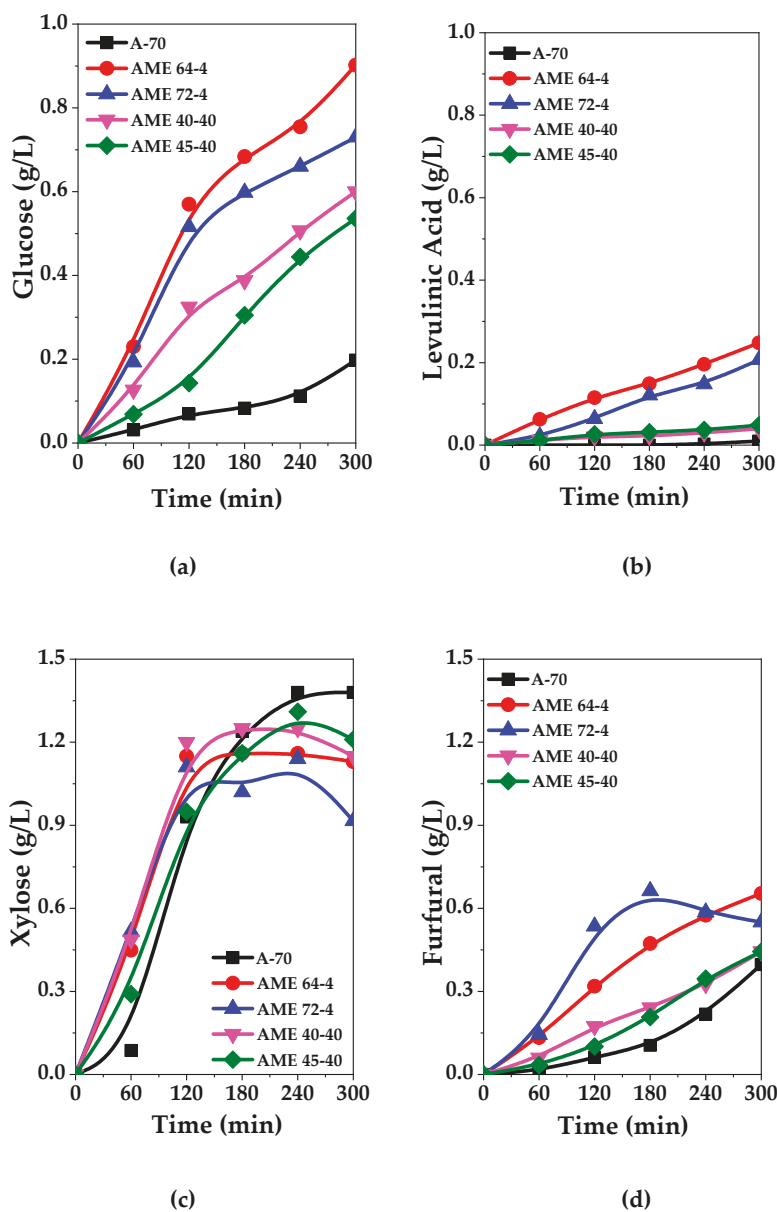 A-70
AME 64-4
AME 72-4
AME 40-40
AME 45-40
1.0
0.8
0.6
0.4
0.2
0.0
Glucose (g/L)
0 60 120 180 240 300
Time (min)
(a)
A-70
AME 64-4
AME 72-4
AME 40-40
AME 45-40
1.0
0.8
0.6
0.4
0.2
0.0
Levulinic Acid (g/L)
0 60 120 180 240 300
Time (min)
(b)
1.5
1.2
0.9
0.6
0.3
0.0
Xylose (g/L)
A-70
AME 64-4
AME 72-4
AME 40-40
AME 45-40
0 60 120 180 240 300
Time (min)
(c)
A-70
AME 64-4
AME 72-4
AME 40-40
AME 45-40
1.5
1.2
0.9
0.6
0.3
0.0
Furfural (g/L)
0 60 120 180 240 300
Time (min)
(d)